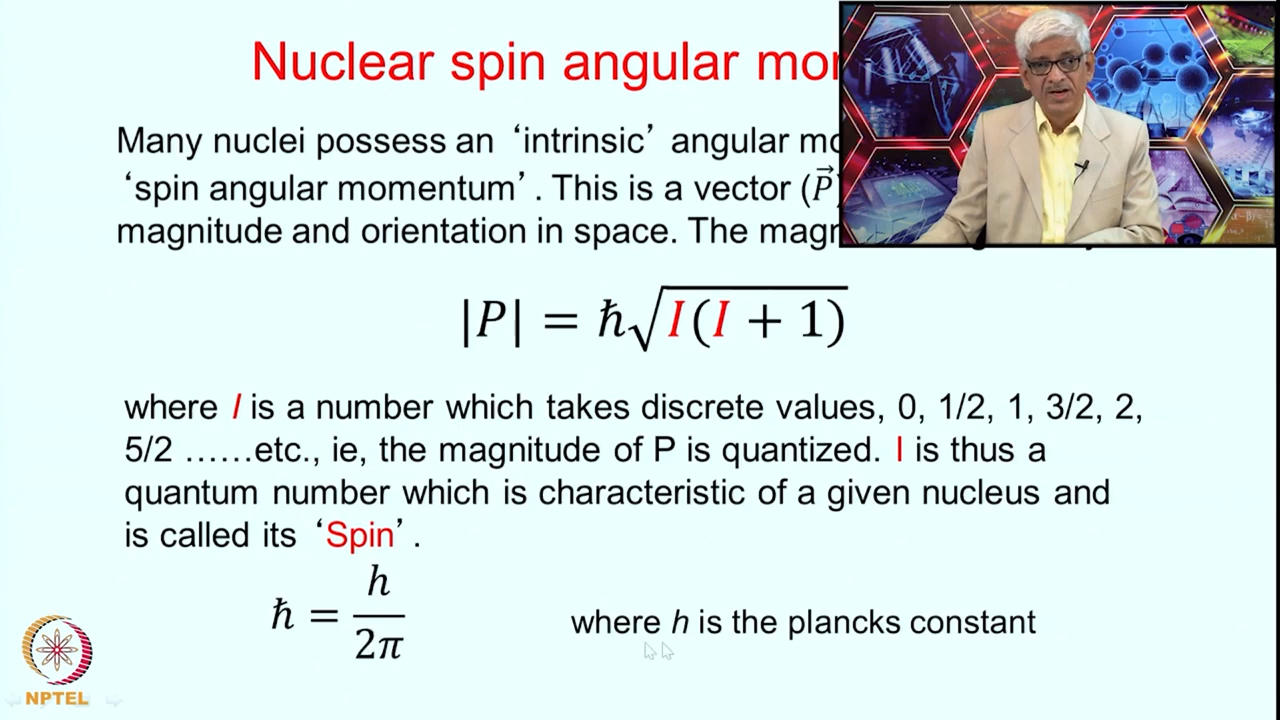 Nuclear spin angular
Many nuclei possess an ‘intrinsic’ angular
‘spin angular momentum’. This is a vector (P⃗)
magnitude and orientation in space. The
|P| = ℏ√I(I + 1)
where I is a number which takes discrete values, 0, 1/2, 1, 3/2, 2,
5/2 ......etc., ie, the magnitude of P is quantized. I is thus a
quantum number which is characteristic of a given nucleus and
is called its ‘Spin’.
ℏ = h/2π
where h is the plancks constant
NPTEL